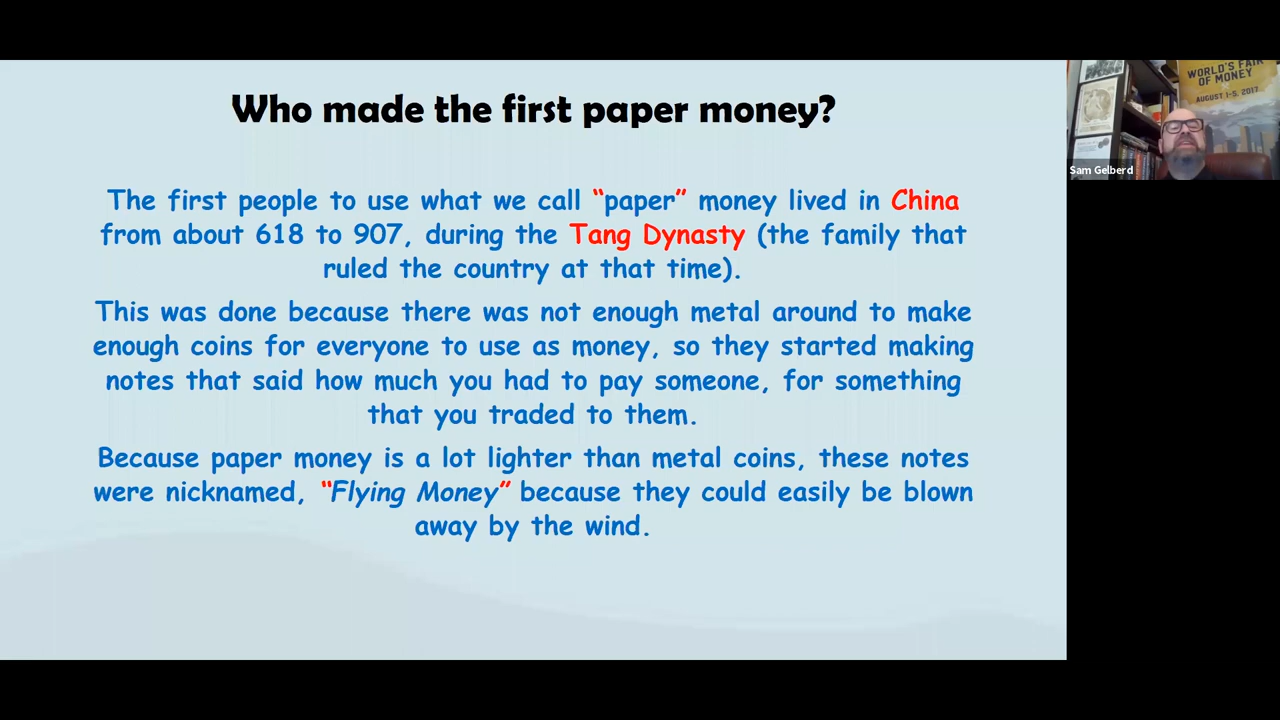 Who made the first paper money?
The first people to use what we call “paper” money lived in China
from about 618 to 907, during the Tang Dynasty (the family that
ruled the country at that time).
This was done because there was not enough metal around to make
enough coins for everyone to use as money, so they started making
notes that said how much you had to pay someone, for something
that you traded to them.
Because paper money is a lot lighter than metal coins, these notes
were nicknamed, “Flying Money” because they could easily be blown
away by the wind.
WORLD'S FAIR
OF MONEY
AUGUST 1-5, 2017
Sam Gelberd